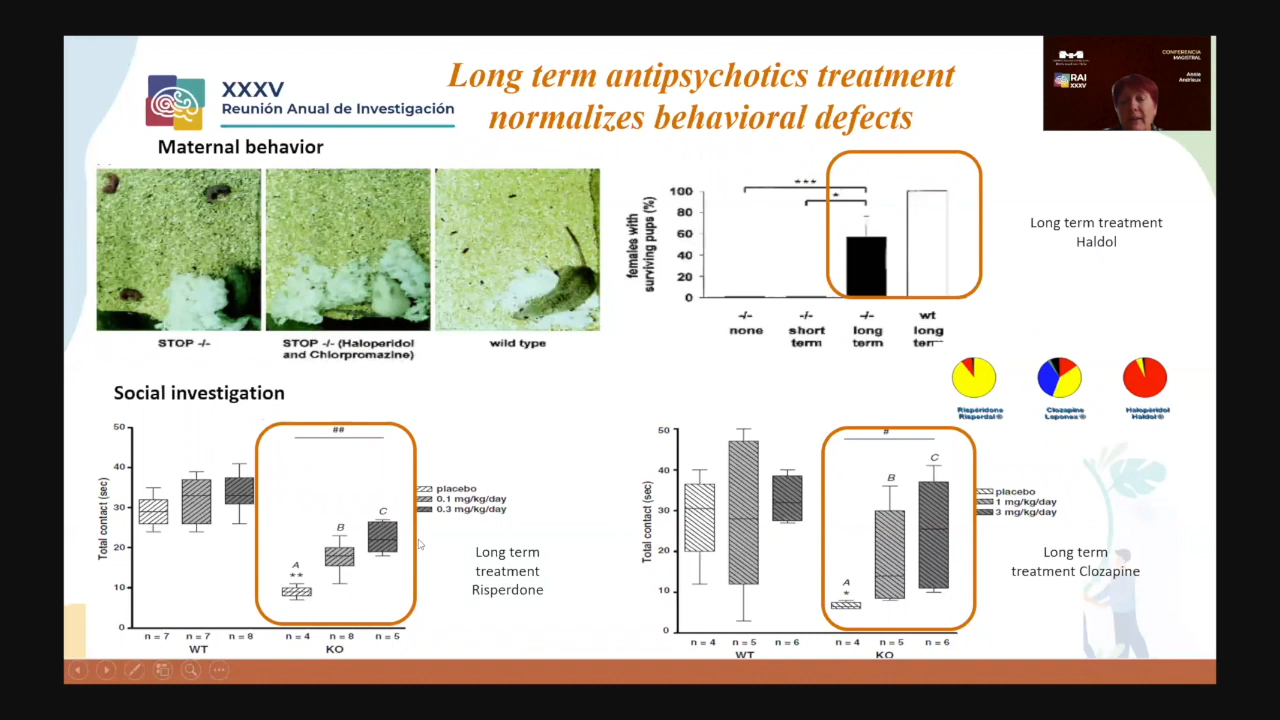 XXXV
Reunión Anual de Investigación
Long term antipsychotics treatment
normalizes behavioral defects
CONFERENCIA
MAGISTRAL
RAI
XXXV
Annie
Andrieux
Maternal behavior
STOP -/-
STOP -/- (Haloperidol
and Chlorpromazine)
wild type
females with
surviving pups (%)
100
80
60
40
20
0
***
*
-/-
none
-/-
short
term
-/-
long
term
wt
long
term
Long term treatment
Haldol
Rispéridone
Risperdal®
Clozapine
Leponex®
Halopéridol
Haldol®
Social investigation
Total contact (sec)
50
40
30
20
10
0
##
A
**
B
C
n = 7
n = 7
n = 8
n = 4
n = 8
n = 5
WT
KO
placebo
0.1 mg/kg/day
0.3 mg/kg/day
Long term
treatment
Risperdone
Total contact (sec)
50
40
30
20
10
0
#
A
*
B
C
n = 4
n = 5
n = 6
n = 4
n = 5
n = 6
WT
KO
placebo
1 mg/kg/day
3 mg/kg/day
Long term
treatment Clozapine